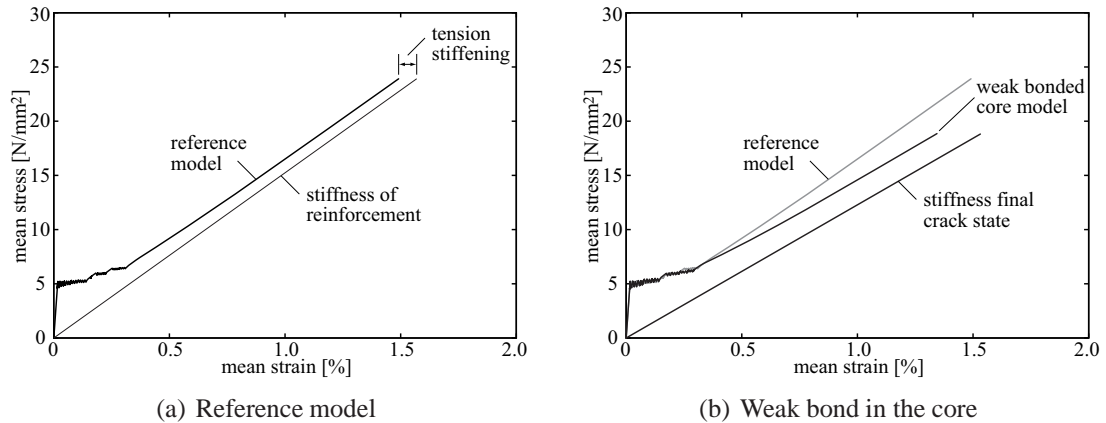 30
25
20
15
10
5
0
mean stress [N/mm²]
tension
stiffening
reference
model
stiffness of
reinforcement
0
0.5
1.0
1.5
2.0
mean strain [%]
(a) Reference model
30
25
20
15
10
5
0
mean stress [N/mm²]
weak bonded
core model
reference
model
stiffness final
crack state
0
0.5
1.0
1.5
2.0
mean strain [%]
(b) Weak bond in the core